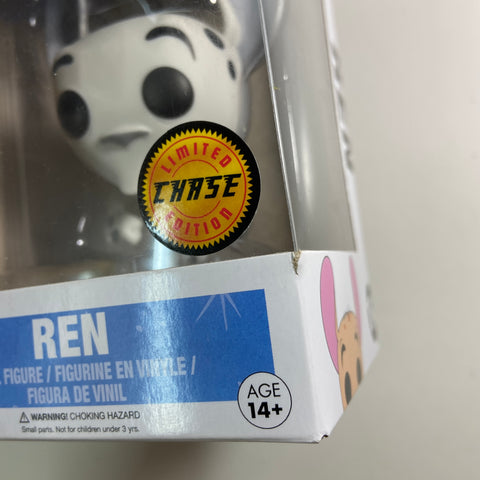 LIMITED
CHASE
EDITION
REN
FIGURE / FIGURINE EN VINYLE /
FIGURA DE VINIL
⚠ WARNING! CHOKING HAZARD
Small parts. Not for children under 3 yrs.
AGE
14+